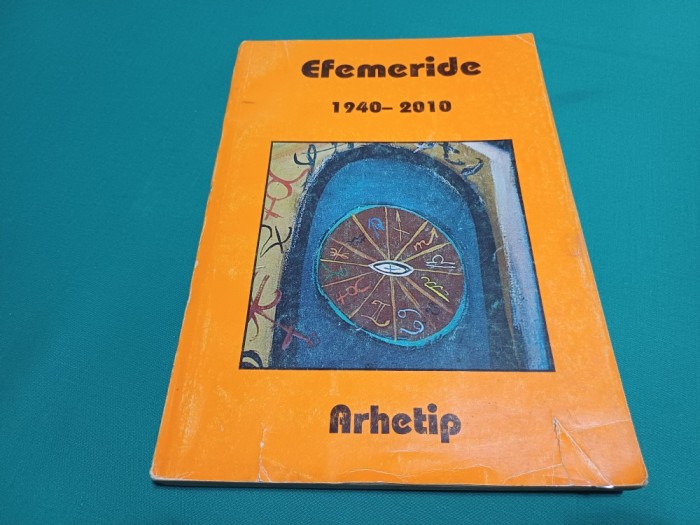 Efemeride
1940– 2010
Arhetip